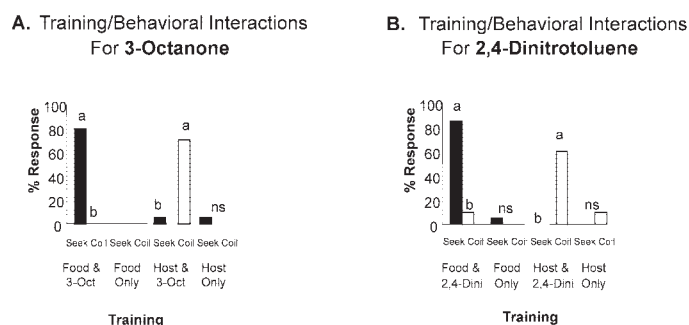 A. Training/Behavioral Interactions
For 3-Octanone
% Response
100
80
60
40
20
0
a
b
b
a
ns
Seek Coil Seek Coil Seek Coil Seek Coil
Food & 3-Oct
Food Only
Host & 3-Oct
Host Only
Training
B. Training/Behavioral Interactions
For 2,4-Dinitrotoluene
% Response
100
80
60
40
20
0
a
b
ns
b
a
ns
Seek Coil Seek Coil Seek Coil Seek Coil
Food & 2,4-Dini
Food Only
Host & 2,4-Dini
Host Only
Training